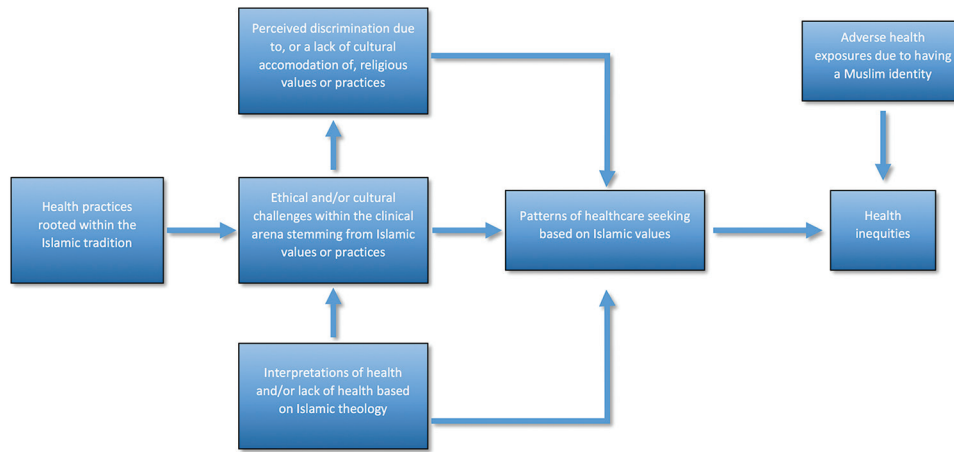 Perceived discrimination due
to, or a lack of cultural
accomodation of, religious
values or practices
Adverse health
exposures due to having
a Muslim identity
Health practices
rooted within the
Islamic tradition
Ethical and/or cultural
challenges within the clinical
arena stemming from Islamic
values or practices
Patterns of healthcare seeking
based on Islamic values
Health
inequities
Interpretations of health
and/or lack of health based
on Islamic theology